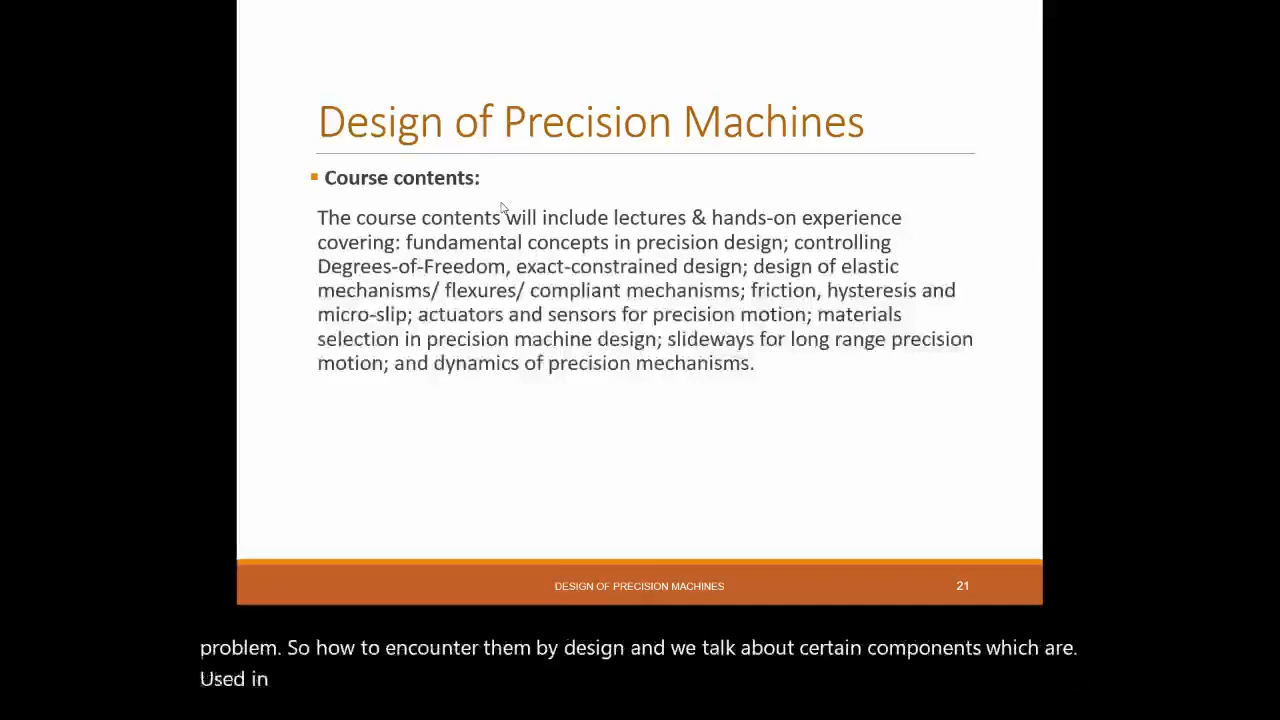 Design of Precision Machines
Course contents:
The course contents will include lectures & hands-on experience
covering: fundamental concepts in precision design; controlling
Degrees-of-Freedom, exact-constrained design; design of elastic
mechanisms/ flexures/ compliant mechanisms; friction, hysteresis and
micro-slip; actuators and sensors for precision motion; materials
selection in precision machine design; slideways for long range precision
motion; and dynamics of precision mechanisms.
DESIGN OF PRECISION MACHINES
21
problem. So how to encounter them by design and we talk about certain components which are.
Used in